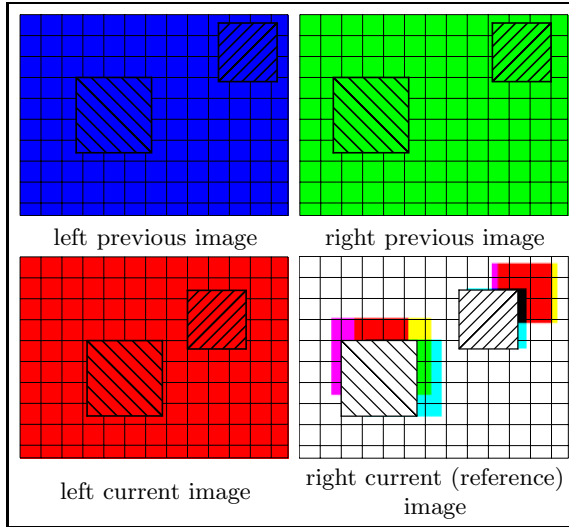 left previous image
right previous image
left current image
right current (reference)
image